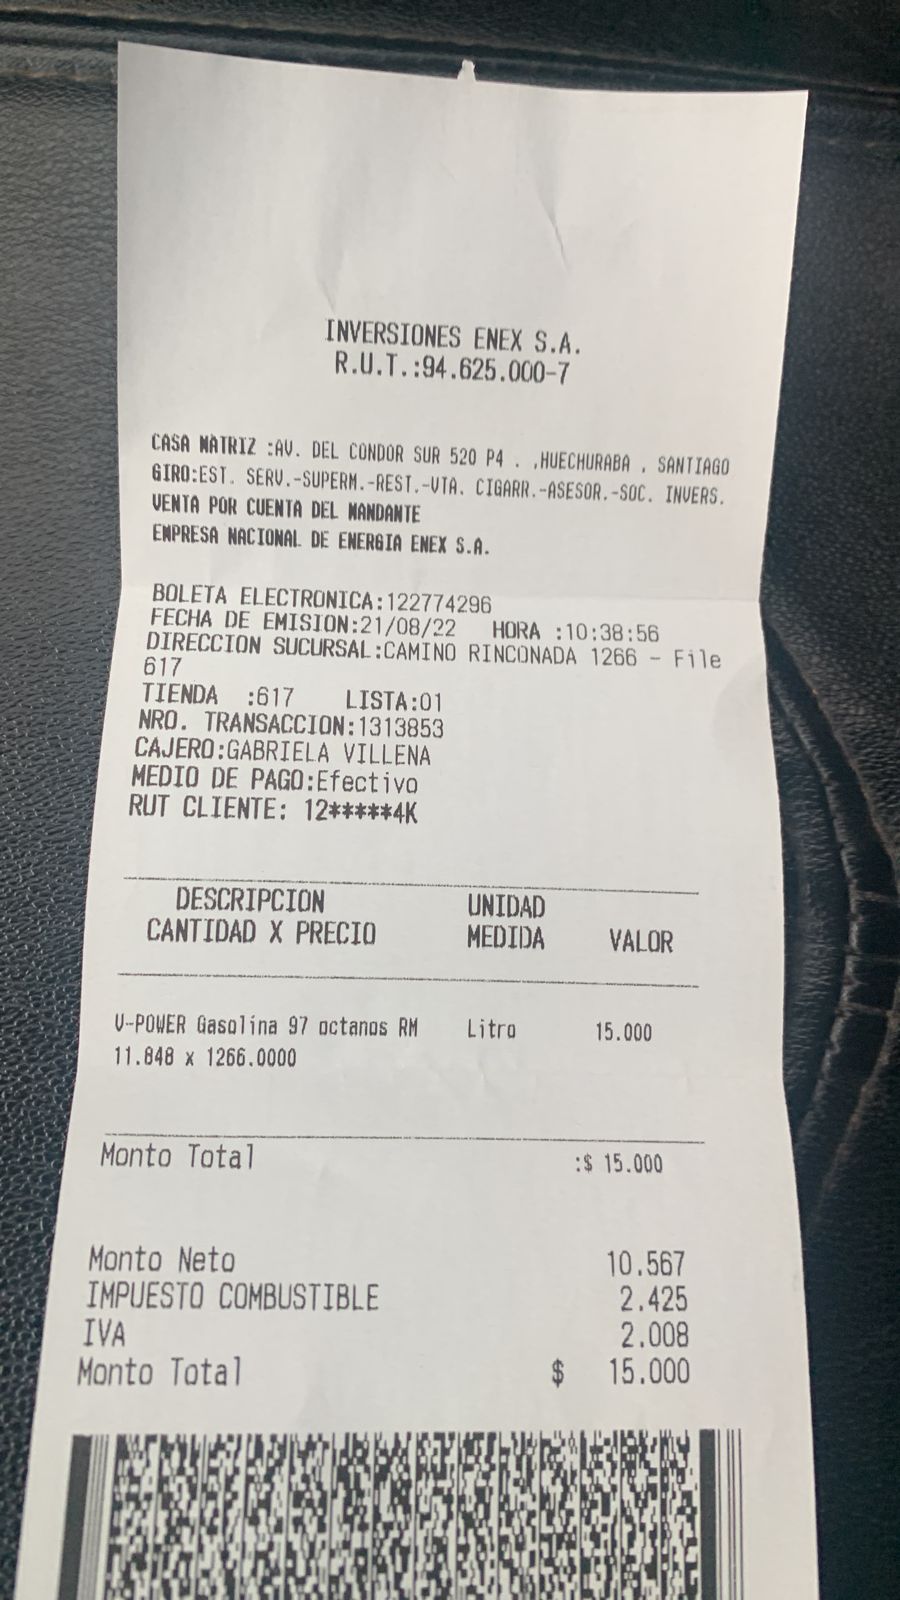 INVERSIONES ENEX S.A.
R.U.T.:94.625.000-7
CASA MATRIZ :AV. DEL CONDOR SUR 520 P4 . ,HUECHURABA , SANTIAGO
GIRO:EST. SERV.-SUPERM.-REST.-VTA. CIGARR.-ASESOR.-SOC. INVERS.
VENTA POR CUENTA DEL MANDANTE
EMPRESA NACIONAL DE ENERGIA ENEX S.A.
BOLETA ELECTRONICA:122774296
FECHA DE EMISION:21/08/22 HORA :10:38:56
DIRECCION SUCURSAL:CAMINO RINCONADA 1266 - File
617
TIENDA :617 LISTA:01
NRO. TRANSACCION:1313853
CAJERO:GABRIELA VILLENA
MEDIO DE PAGO:Efectivo
RUT CLIENTE: 12*****4K
DESCRIPCION UNIDAD
CANTIDAD X PRECIO MEDIDA VALOR
V-POWER Gasolina 97 octanos RM Litro 15.000
11.848 x 1266.0000
Monto Total :$ 15.000
Monto Neto 10.567
IMPUESTO COMBUSTIBLE 2.425
IVA 2.008
Monto Total $ 15.000